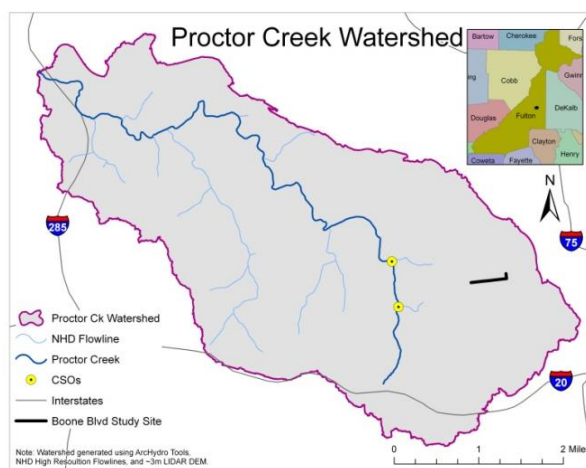 Proctor Creek Watershed
Bartow
Cherokee
Fors
Cobb
Gwinn
ing
Douglas
Fulton
DeKalb
Clayton
Henry
Coweta
Fayette
N
285
75
20
Proctor Ck Watershed
NHD Flowline
Proctor Creek
CSOs
Interstates
Boone Blvd Study Site
Note: Watershed generated using ArcHydro Tools.
NHD High Resoultion Flowlines, and ~3m LIDAR DEM.
0 1 2 Miles